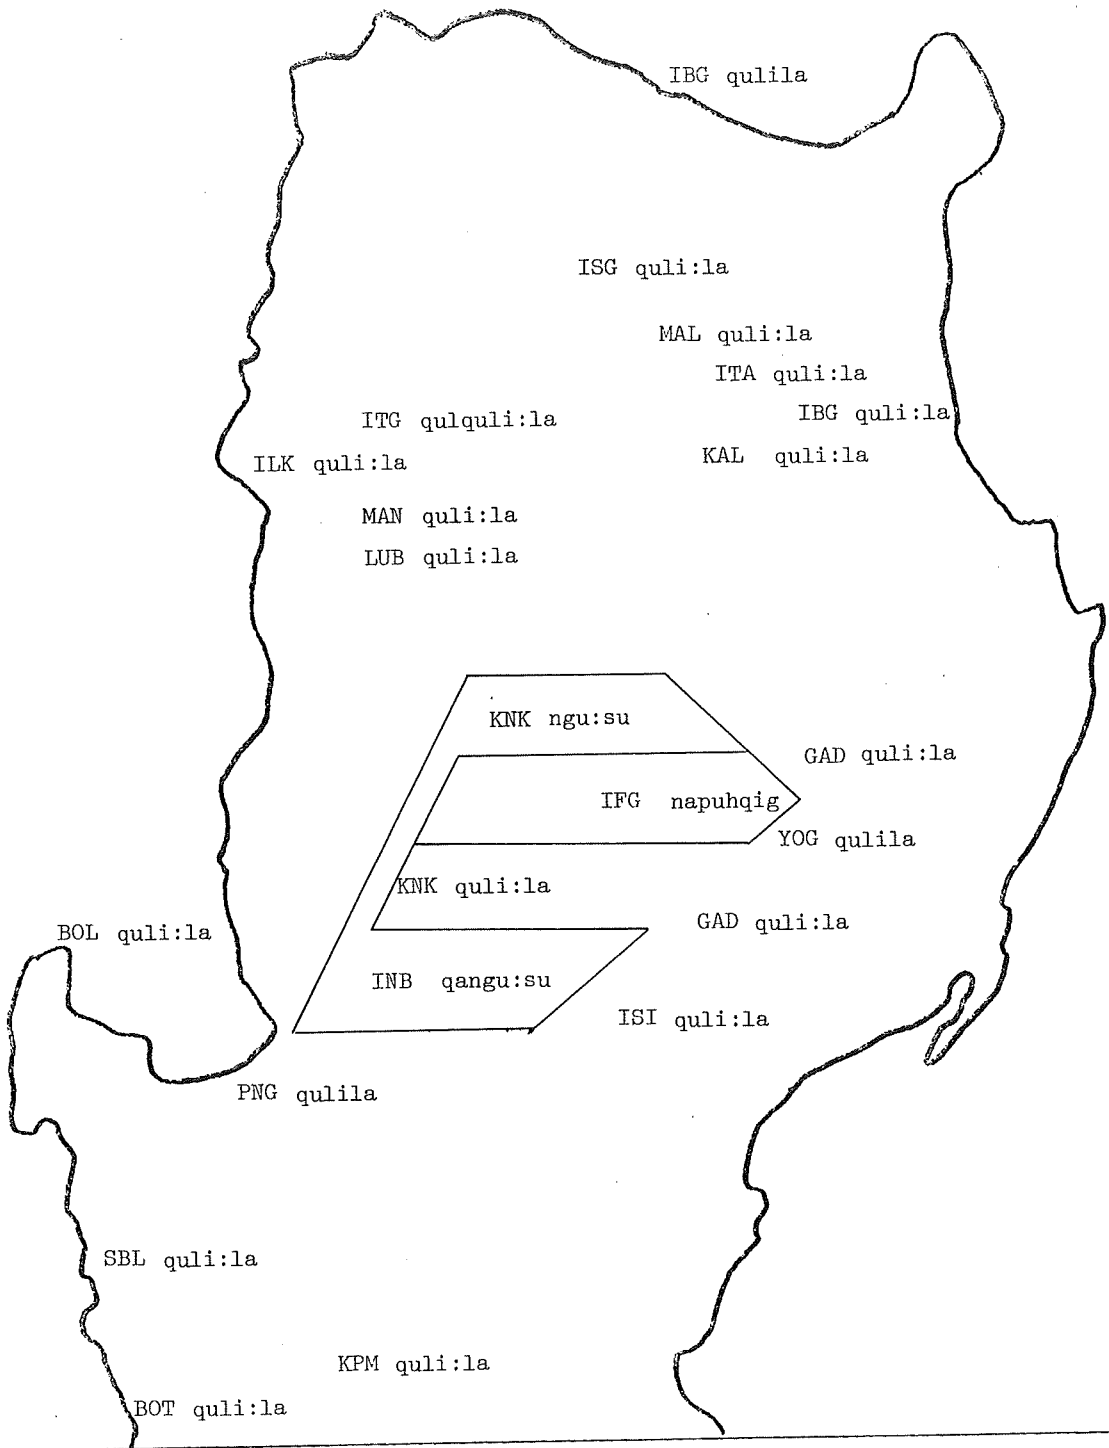 IBG qulila
ISG quli:la
MAL quli:la
ITA quli:la
IBG quli:la
ITG qulquli:la
KAL quli:la
ILK quli:la
MAN quli:la
LUB quli:la
KNK ngu:su
GAD quli:la
IFG napuhqig
YOG qulila
KNK quli:la
GAD quli:la
BOL quli:la
INB qangu:su
ISI quli:la
PNG qulila
SBL quli:la
KPM quli:la
BOT quli:la